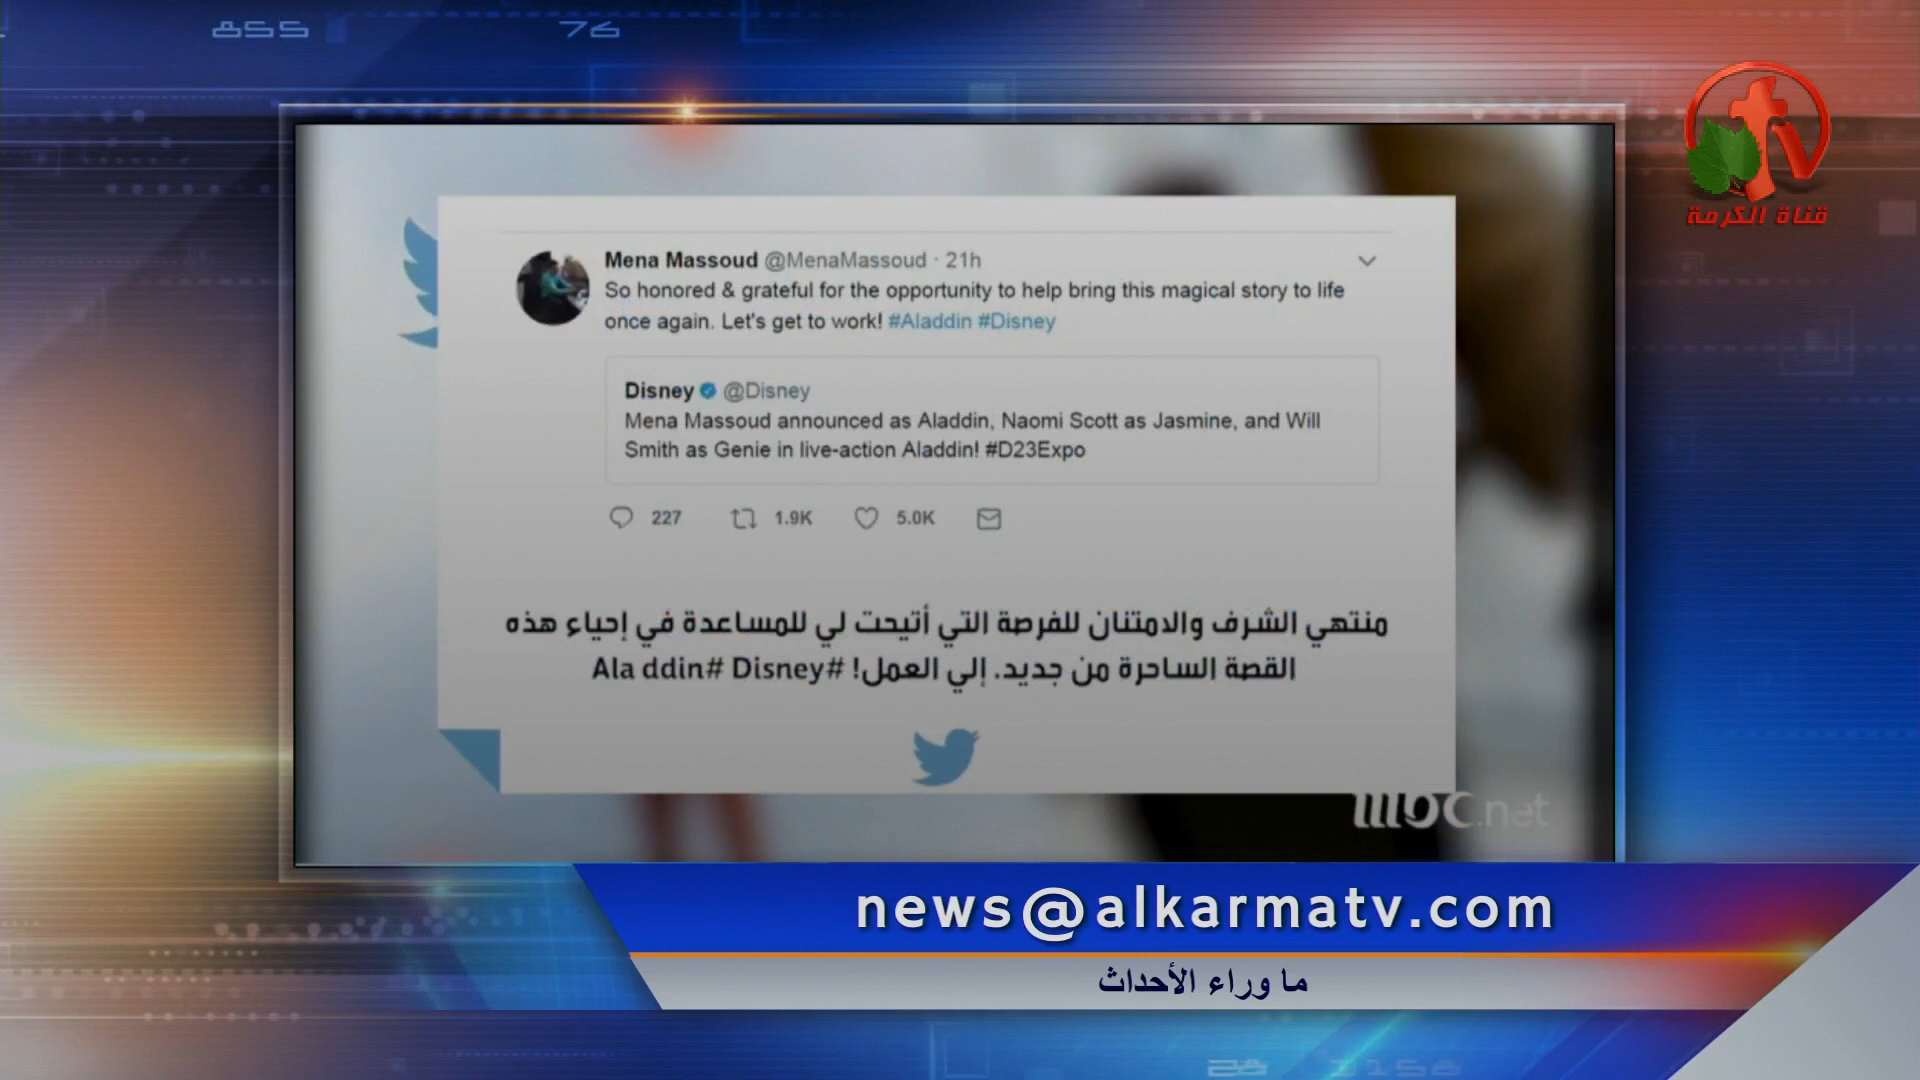 855 76
قناة الكرمة
Mena Massoud @MenaMassoud · 21h
So honored & grateful for the opportunity to help bring this magical story to life
once again. Let's get to work! #Aladdin #Disney
Disney @Disney
Mena Massoud announced as Aladdin, Naomi Scott as Jasmine, and Will
Smith as Genie in live-action Aladdin! #D23Expo
227 1.9K 5.0K
منتهي الشرف والامتنان للفرصة التي أتيحت لي للمساعدة في إحياء هذه
القصة الساحرة من جديد. إلي العمل! #Ala ddin# Disney
mbc.net
news@alkarmatv.com
ما وراء الأحداث